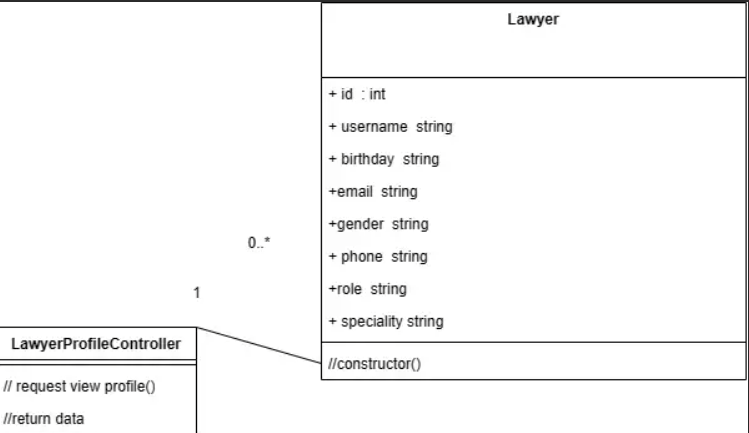 Lawyer
+ id  : int
+ username  string
+ birthday  string
+email  string
+gender  string
+ phone  string
+role  string
+ speciality string
//constructor()
0..*
1
LawyerProfileController
// request view profile()
//return data